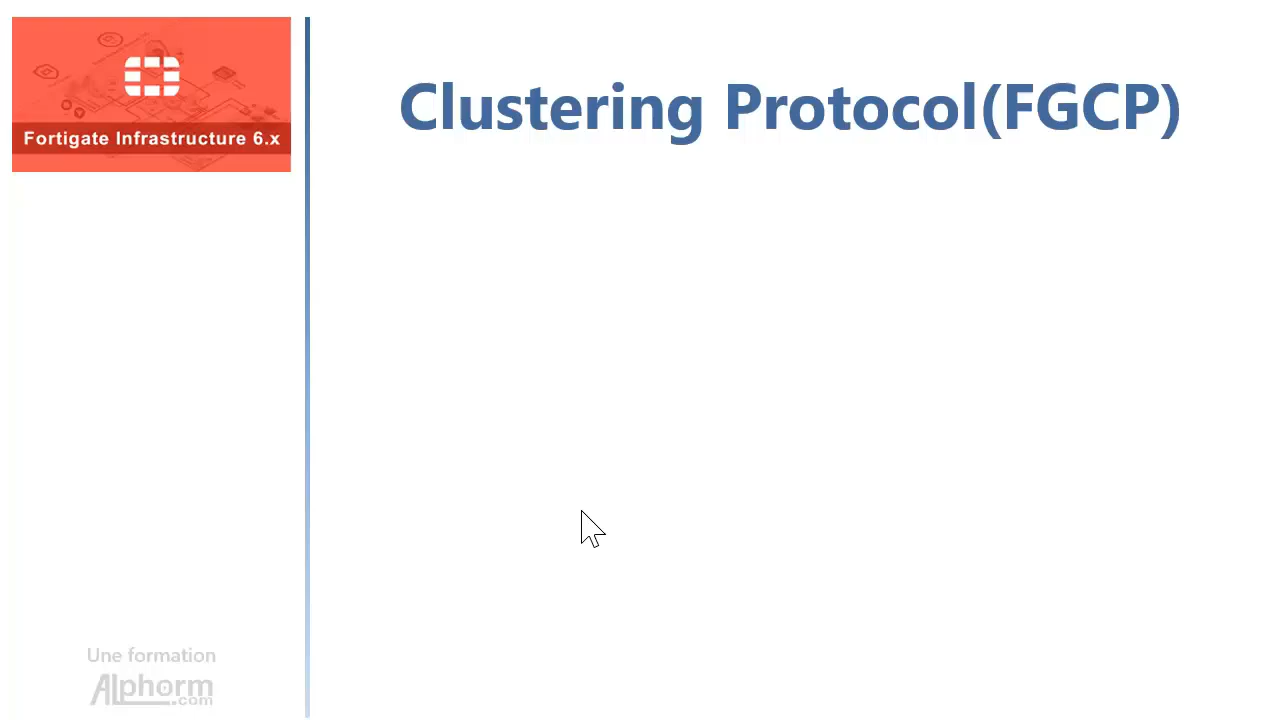 Fortigate Infrastructure 6.x
Clustering Protocol(FGCP)
Une formation
Alphorm
.com